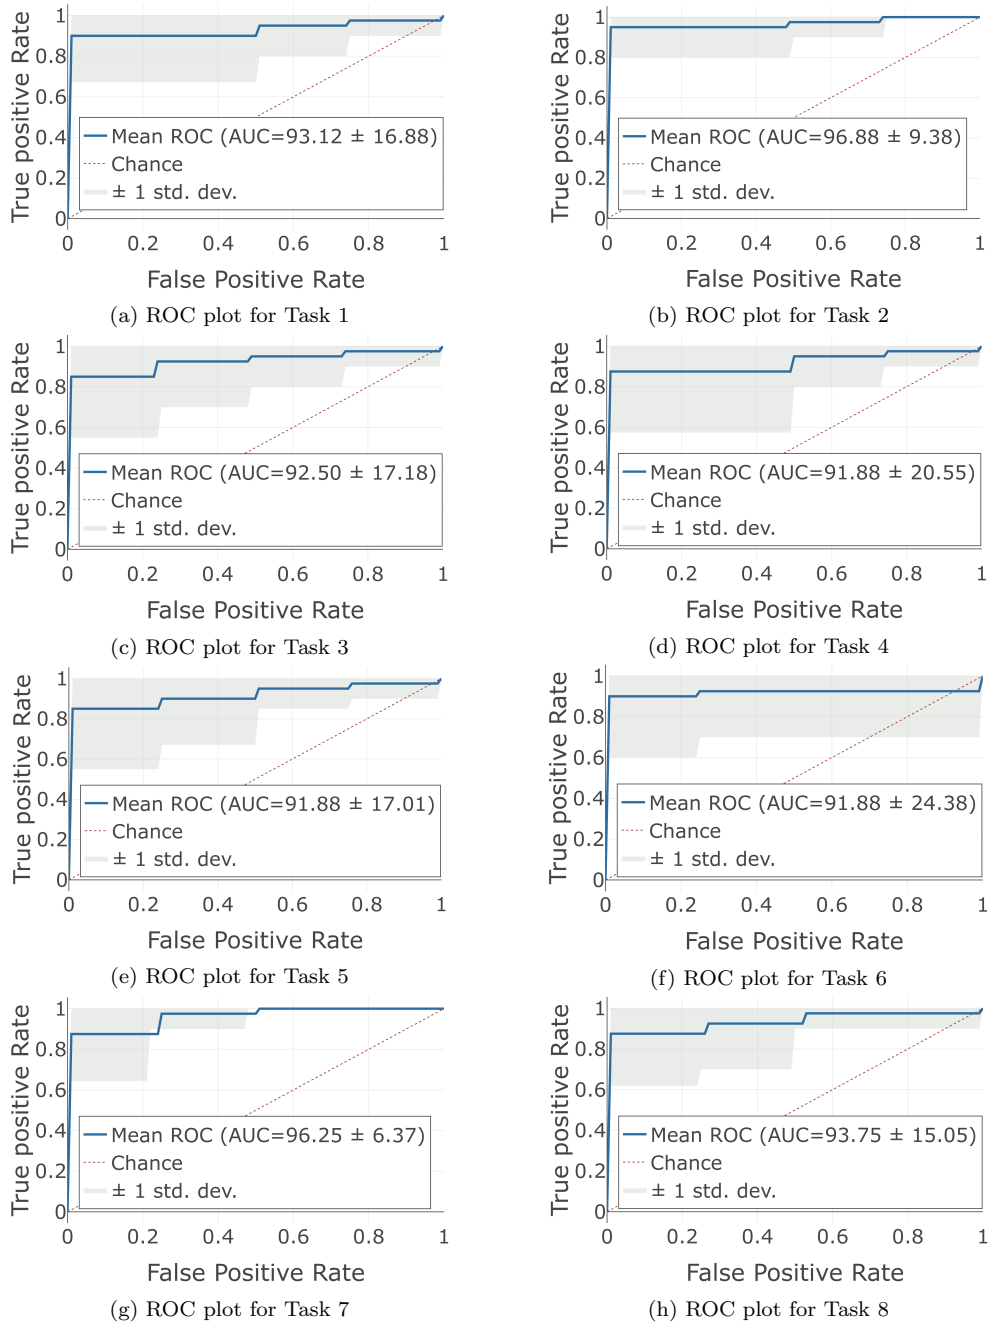 True positive Rate
1
0.8
0.6
0.4
0.2
0
Mean ROC (AUC=93.12 ± 16.88)
Chance
± 1 std. dev.
0 0.2 0.4 0.6 0.8 1
False Positive Rate
(a) ROC plot for Task 1
True positive Rate
1
0.8
0.6
0.4
0.2
0
Mean ROC (AUC=96.88 ± 9.38)
Chance
± 1 std. dev.
0 0.2 0.4 0.6 0.8 1
False Positive Rate
(b) ROC plot for Task 2
True positive Rate
1
0.8
0.6
0.4
0.2
0
Mean ROC (AUC=92.50 ± 17.18)
Chance
± 1 std. dev.
0 0.2 0.4 0.6 0.8 1
False Positive Rate
(c) ROC plot for Task 3
True positive Rate
1
0.8
0.6
0.4
0.2
0
Mean ROC (AUC=91.88 ± 20.55)
Chance
± 1 std. dev.
0 0.2 0.4 0.6 0.8 1
False Positive Rate
(d) ROC plot for Task 4
True positive Rate
1
0.8
0.6
0.4
0.2
0
Mean ROC (AUC=91.88 ± 17.01)
Chance
± 1 std. dev.
0 0.2 0.4 0.6 0.8 1
False Positive Rate
(e) ROC plot for Task 5
True positive Rate
1
0.8
0.6
0.4
0.2
0
Mean ROC (AUC=91.88 ± 24.38)
Chance
± 1 std. dev.
0 0.2 0.4 0.6 0.8 1
False Positive Rate
(f) ROC plot for Task 6
True positive Rate
1
0.8
0.6
0.4
0.2
0
Mean ROC (AUC=96.25 ± 6.37)
Chance
± 1 std. dev.
0 0.2 0.4 0.6 0.8 1
False Positive Rate
(g) ROC plot for Task 7
True positive Rate
1
0.8
0.6
0.4
0.2
0
Mean ROC (AUC=93.75 ± 15.05)
Chance
± 1 std. dev.
0 0.2 0.4 0.6 0.8 1
False Positive Rate
(h) ROC plot for Task 8